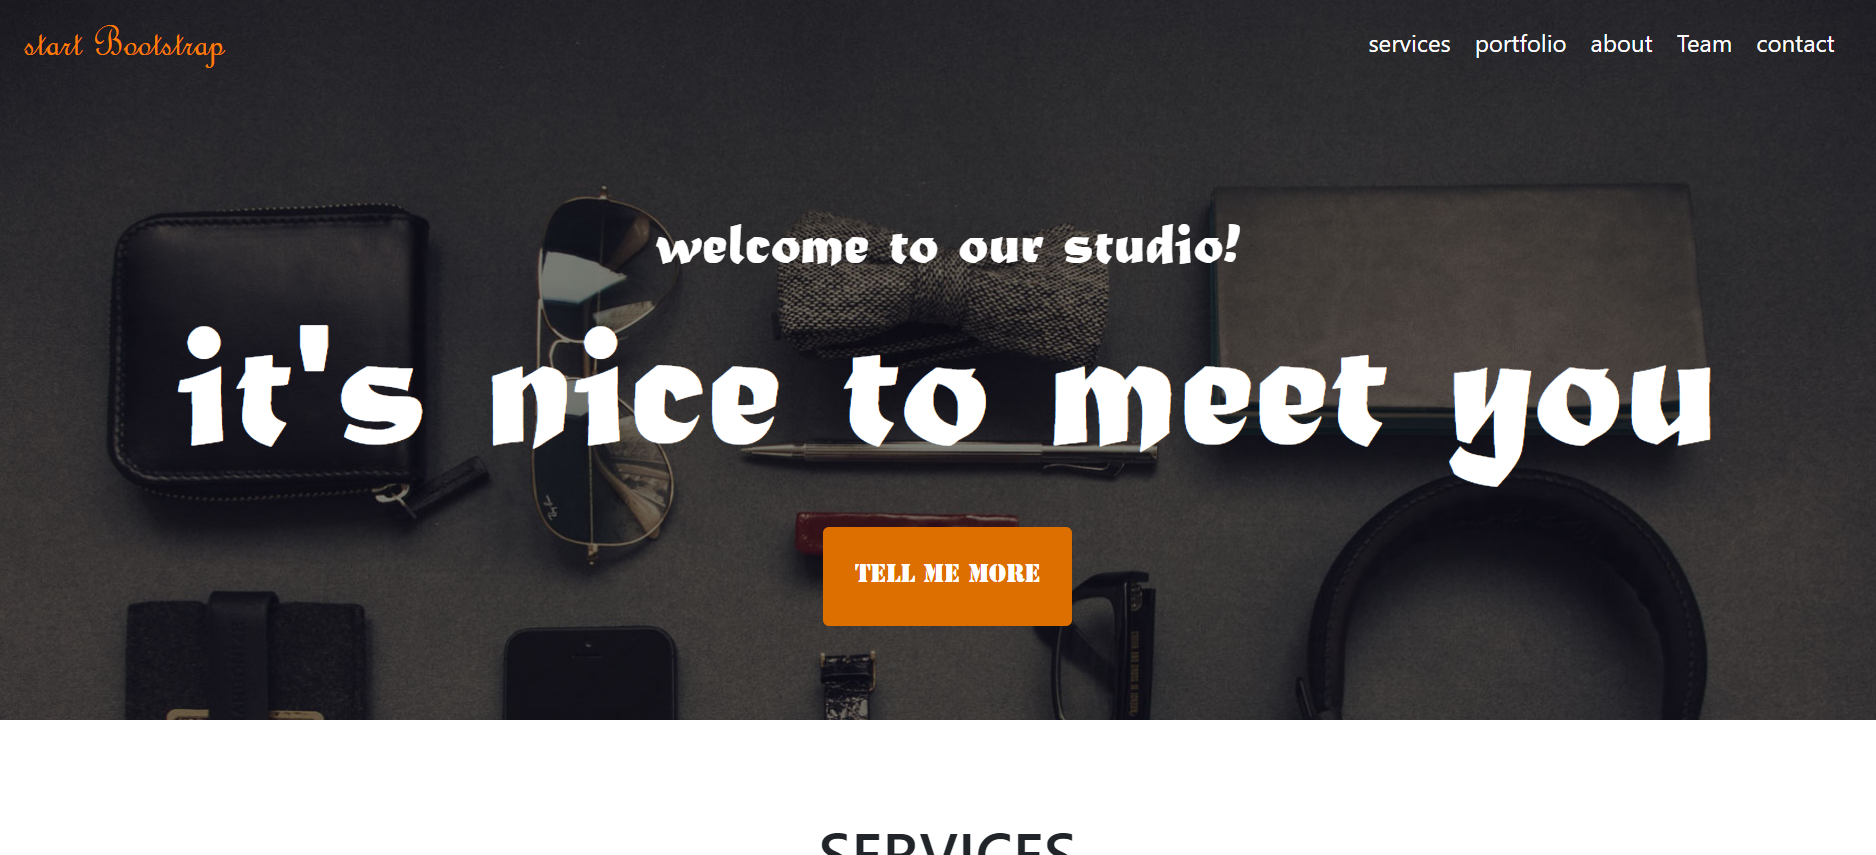 start Bootstrap
services portfolio about Team contact
welcome to our studio!
it's nice to meet you
TELL ME MORE
SERVICES